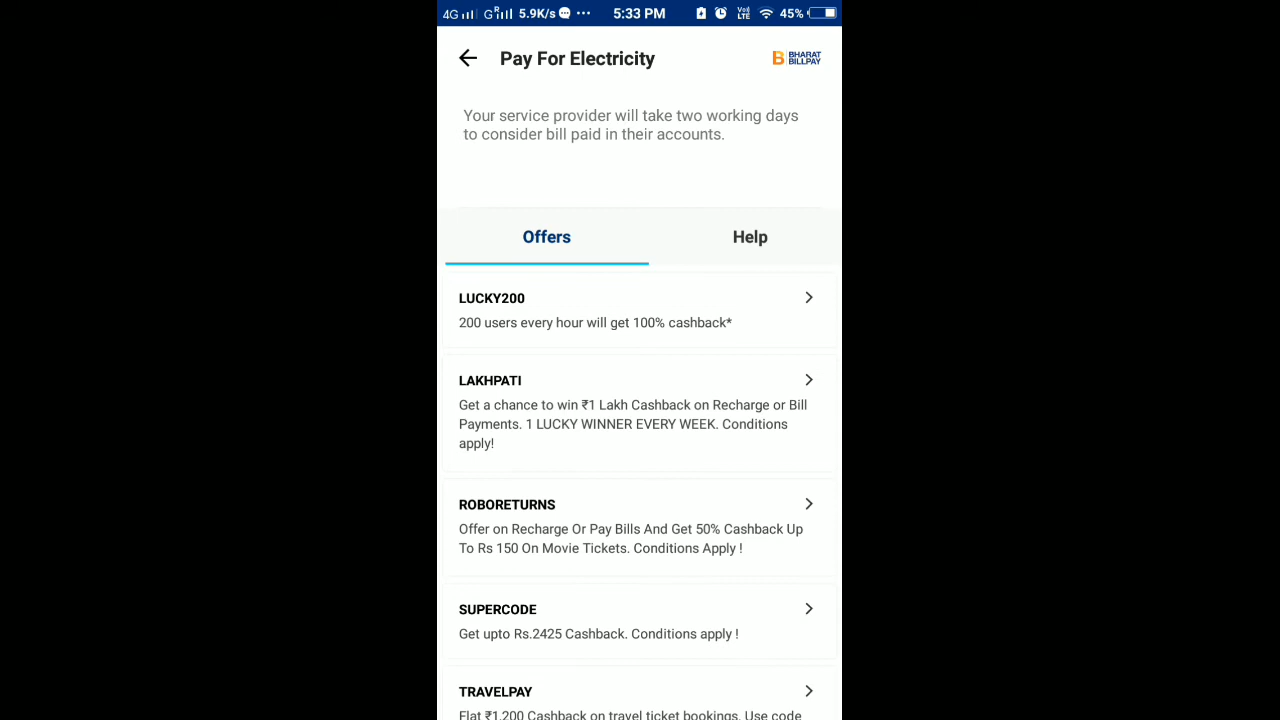 4G G R 5.9K/s ... 5:33 PM VoI) LTE 45%
Pay For Electricity B BHARAT BILLPAY
Your service provider will take two working days
to consider bill paid in their accounts.
Offers Help
LUCKY200
200 users every hour will get 100% cashback*
LAKHPATI
Get a chance to win ₹1 Lakh Cashback on Recharge or Bill
Payments. 1 LUCKY WINNER EVERY WEEK. Conditions
apply!
ROBORETURNS
Offer on Recharge Or Pay Bills And Get 50% Cashback Up
To Rs 150 On Movie Tickets. Conditions Apply !
SUPERCODE
Get upto Rs.2425 Cashback. Conditions apply !
TRAVELPAY
Flat ₹1,200 Cashback on travel ticket bookings. Use code